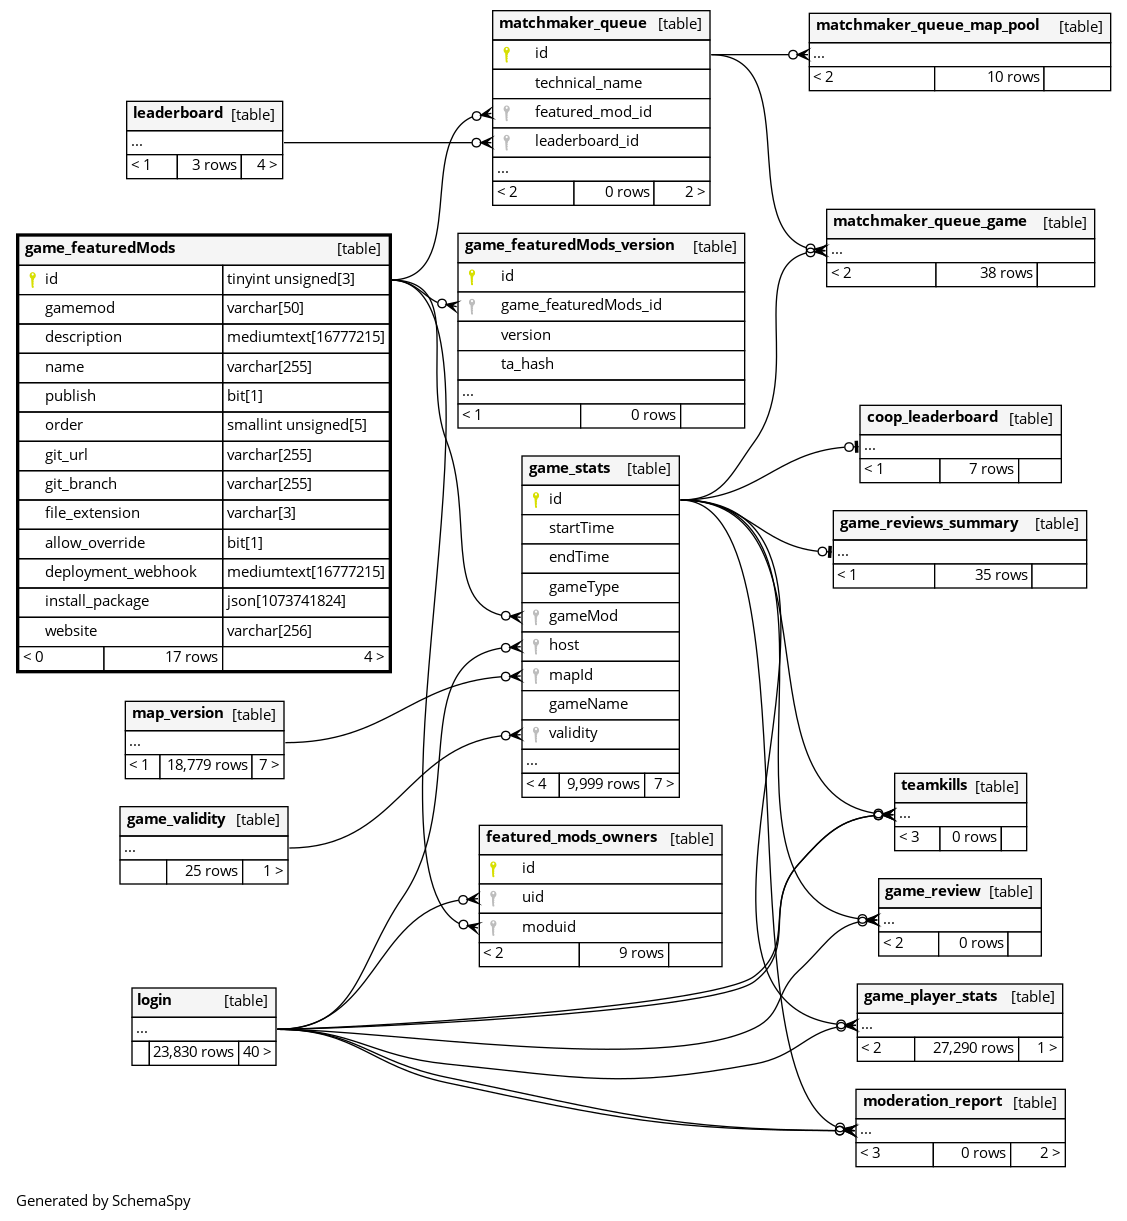 matchmaker_queue [table]
id
technical_name
featured_mod_id
leaderboard_id
...
< 2 0 rows 2 >
matchmaker_queue_map_pool [table]
...
< 2 10 rows
leaderboard [table]
...
< 1 3 rows 4 >
game_featuredMods [table]
id tinyint unsigned[3]
gamemod varchar[50]
description mediumtext[16777215]
name varchar[255]
publish bit[1]
order smallint unsigned[5]
git_url varchar[255]
git_branch varchar[255]
file_extension varchar[3]
allow_override bit[1]
deployment_webhook mediumtext[16777215]
install_package json[1073741824]
website varchar[256]
< 0 17 rows 4 >
game_featuredMods_version [table]
id
game_featuredMods_id
version
ta_hash
...
< 1 0 rows
matchmaker_queue_game [table]
...
< 2 38 rows
coop_leaderboard [table]
...
< 1 7 rows
game_stats [table]
id
startTime
endTime
gameType
gameMod
host
mapId
gameName
validity
...
< 4 9,999 rows 7 >
game_reviews_summary [table]
...
< 1 35 rows
map_version [table]
...
< 1 18,779 rows 7 >
game_validity [table]
...
25 rows 1 >
featured_mods_owners [table]
id
uid
moduid
< 2 9 rows
teamkills [table]
...
< 3 0 rows
game_review [table]
...
< 2 0 rows
login [table]
...
23,830 rows 40 >
game_player_stats [table]
...
< 2 27,290 rows 1 >
moderation_report [table]
...
< 3 0 rows 2 >
Generated by SchemaSpy